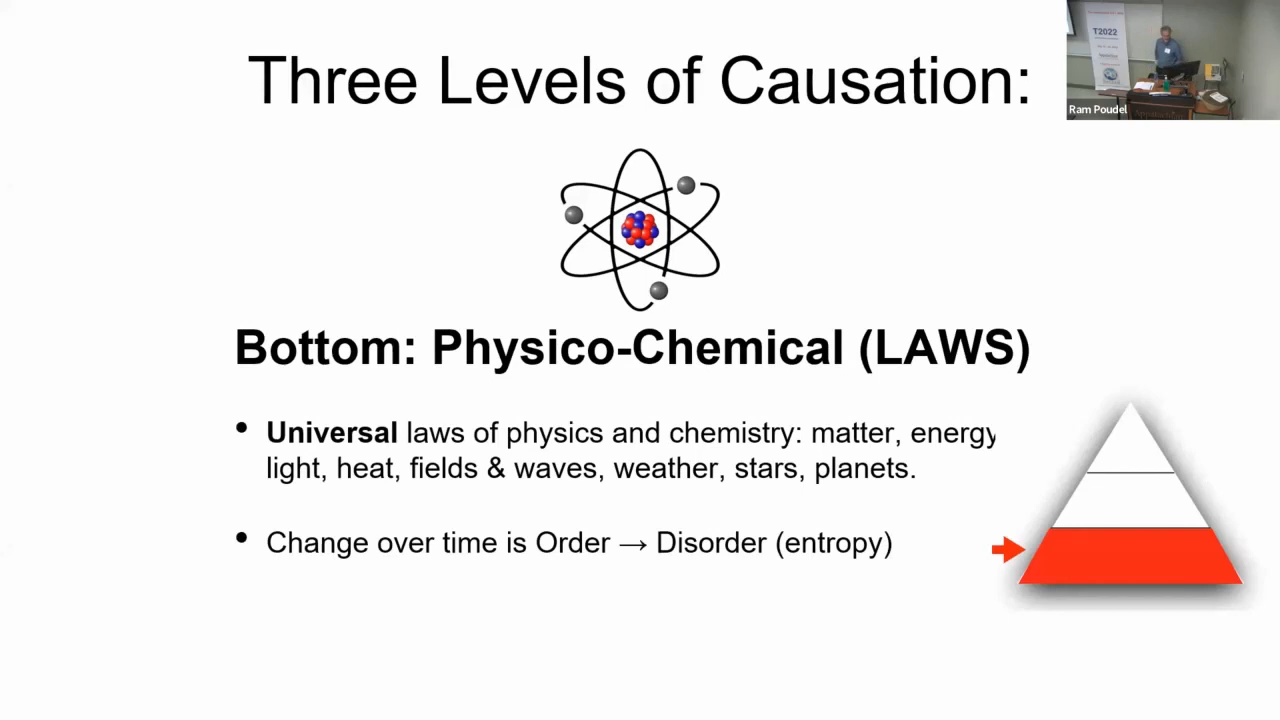 Three Levels of Causation:
T2022
Ram Poudel
Bottom: Physico-Chemical (LAWS)
• Universal laws of physics and chemistry: matter, energy
light, heat, fields & waves, weather, stars, planets.
• Change over time is Order → Disorder (entropy)